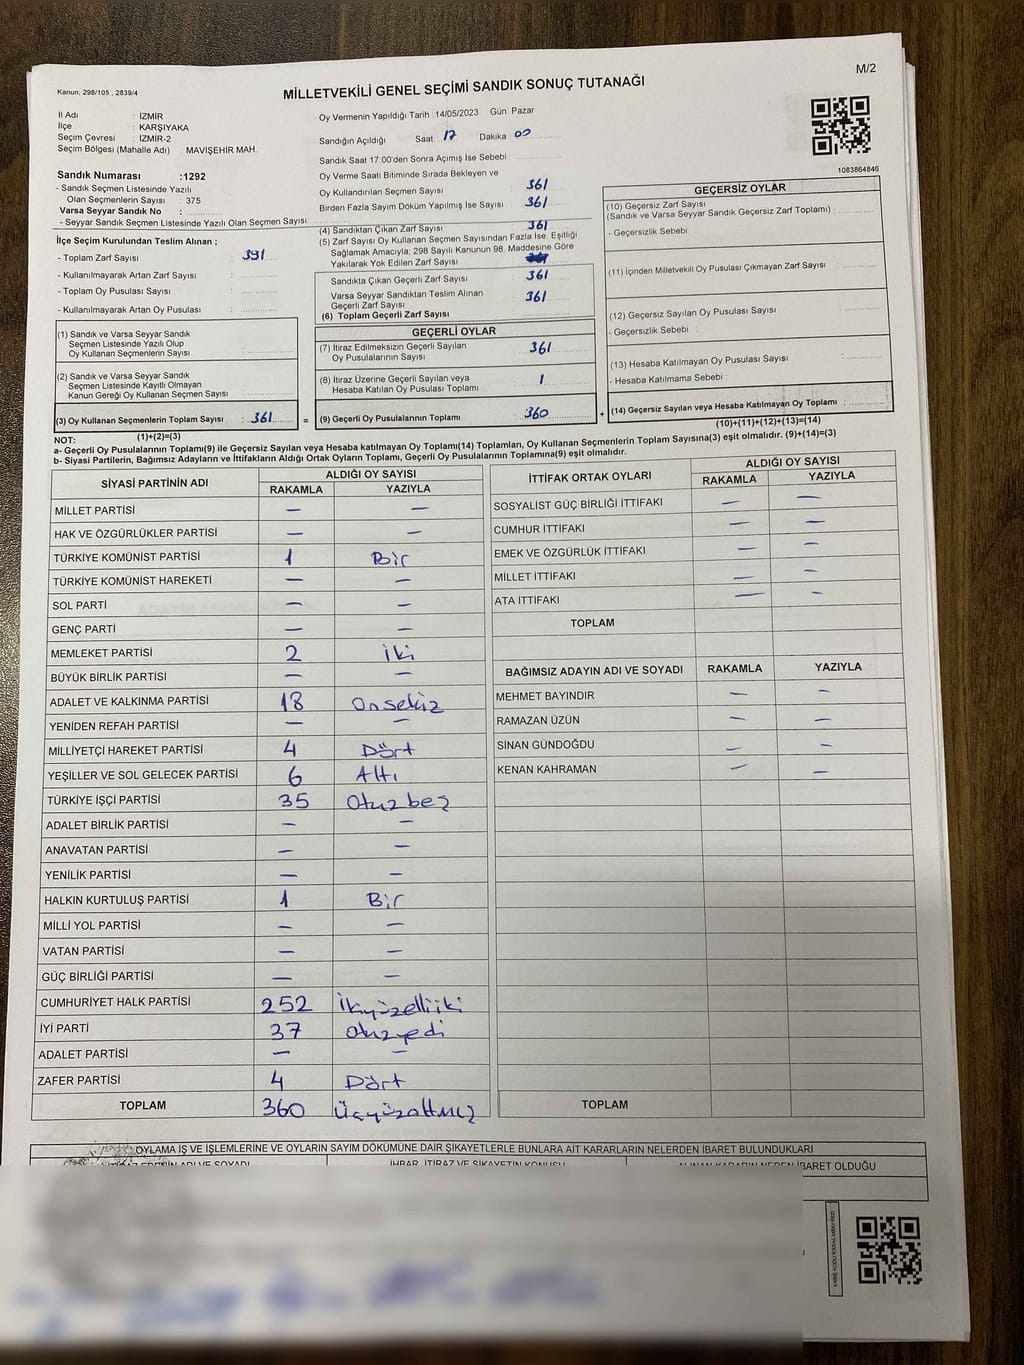 M/2
Kanun; 298/105 , 2839/4
MİLLETVEKİLİ GENEL SEÇİMİ SANDIK SONUÇ TUTANAĞI
İl Adı : İZMİR
İlçe : KARŞIYAKA
Seçim Çevresi : İZMİR-2
Seçim Bölgesi (Mahalle Adı) : MAVİŞEHİR MAH.
Sandık Numarası :1292
- Sandık Seçmen Listesinde Yazılı
Olan Seçmenlerin Sayısı : 375
Varsa Seyyar Sandık No :
- Seyyar Sandık Seçmen Listesinde Yazılı Olan Seçmen Sayısı:
Oy Vermenin Yapıldığı Tarih :14/05/2023 Gün: Pazar
Sandığın Açıldığı Saat 17 Dakika 00
Sandık Saat 17:00'den Sonra Açımış İse Sebebi :
Oy Verme Saati Bitiminde Sırada Bekleyen ve
Oy Kullandırılan Seçmen Sayısı : 361
Birden Fazla Sayım Döküm Yapılmış İse Sayısı : 361
(4) Sandıktan Çıkan Zarf Sayısı : 361
(5) Zarf Sayısı Oy Kullanan Seçmen Sayısından Fazla İse, Eşitliği
Sağlamak Amacıyla; 298 Sayılı Kanunun 98. Maddesine Göre
Yakılarak Yok Edilen Zarf Sayısı :
Sandıkta Çıkan Geçerli Zarf Sayısı : 361
Varsa Seyyar Sandıktan Teslim Alınan
Geçerli Zarf Sayısı : 361
(6) Toplam Geçerli Zarf Sayısı :
1083864845
İlçe Seçim Kurulundan Teslim Alınan ;
- Toplam Zarf Sayısı : 391
- Kullanılmayarak Artan Zarf Sayısı :
- Toplam Oy Pusulası Sayısı :
- Kullanılmayarak Artan Oy Pusulası :
(1) Sandık ve Varsa Seyyar Sandık
Seçmen Listesinde Yazılı Olup
Oy Kullanan Seçmenlerin Sayısı :
(2) Sandık ve Varsa Seyyar Sandık
Seçmen Listesinde Kayıtlı Olmayan
Kanun Gereği Oy Kullanan Seçmen Sayısı :
(3) Oy Kullanan Seçmenlerin Toplam Sayısı : 361
(1)+(2)=(3)
GEÇERLİ OYLAR
(7) İtiraz Edilmeksizin Geçerli Sayılan
Oy Pusulalarının Sayısı : 361
(8) İtiraz Üzerine Geçerli Sayılan veya
Hesaba Katılan Oy Pusulası Toplamı : 1
= (9) Geçerli Oy Pusulalarının Toplamı : 360 +
GEÇERSİZ OYLAR
(10) Geçersiz Zarf Sayısı
(Sandık ve Varsa Seyyar Sandık Geçersiz Zarf Toplamı) :
- Geçersizlik Sebebi :
(11) İçinden Milletvekili Oy Pusulası Çıkmayan Zarf Sayısı :
(12) Geçersiz Sayılan Oy Pusulası Sayısı :
- Geçersizlik Sebebi :
(13) Hesaba Katılmayan Oy Pusulası Sayısı :
- Hesaba Katılmama Sebebi :
(14) Geçersiz Sayılan veya Hesaba Katılmayan Oy Toplamı :
(10)+(11)+(12)+(13)=(14)
NOT:
a- Geçerli Oy Pusulalarının Toplamı(9) ile Geçersiz Sayılan veya Hesaba katılmayan Oy Toplamı(14) Toplamları, Oy Kullanan Seçmenlerin Toplam Sayısına(3) eşit olmalıdır. (9)+(14)=(3)
b- Siyasi Partilerin, Bağımsız Adayların ve İttifakların Aldığı Ortak Oyların Toplamı, Geçerli Oy Pusulalarının Toplamına(9) eşit olmalıdır.
SİYASİ PARTİNİN ADI ALDIĞI OY SAYISI
RAKAMLA YAZIYLA
MİLLET PARTİSİ — —
HAK VE ÖZGÜRLÜKLER PARTİSİ — —
TÜRKİYE KOMÜNİST PARTİSİ 1 Bir
TÜRKİYE KOMÜNİST HAREKETİ — —
SOL PARTİ — —
GENÇ PARTİ — —
MEMLEKET PARTİSİ 2 iki
BÜYÜK BİRLİK PARTİSİ — —
ADALET VE KALKINMA PARTİSİ 18 Onsekiz
YENİDEN REFAH PARTİSİ — —
MİLLİYETÇİ HAREKET PARTİSİ 4 Dört
YEŞİLLER VE SOL GELECEK PARTİSİ 6 Altı
TÜRKİYE İŞÇİ PARTİSİ 35 Otuzbeş
ADALET BİRLİK PARTİSİ — —
ANAVATAN PARTİSİ — —
YENİLİK PARTİSİ — —
HALKIN KURTULUŞ PARTİSİ 1 Bir
MİLLİ YOL PARTİSİ — —
VATAN PARTİSİ — —
GÜÇ BİRLİĞİ PARTİSİ — —
CUMHURİYET HALK PARTİSİ 252 İkiyüzelliiki
İYİ PARTİ 37 Otuzyedi
ADALET PARTİSİ — —
ZAFER PARTİSİ 4 Dört
TOPLAM 360 Üçyüzaltmış
İTTİFAK ORTAK OYLARI ALDIĞI OY SAYISI
RAKAMLA YAZIYLA
SOSYALİST GÜÇ BİRLİĞİ İTTİFAKI — —
CUMHUR İTTİFAKI — —
EMEK VE ÖZGÜRLÜK İTTİFAKI — —
MİLLET İTTİFAKI — —
ATA İTTİFAKI — —
TOPLAM
BAĞIMSIZ ADAYIN ADI VE SOYADI RAKAMLA YAZIYLA
MEHMET BAYINDIR — —
RAMAZAN ÜZÜN — —
SİNAN GÜNDOĞDU — —
KENAN KAHRAMAN — —
TOPLAM
OYLAMA İŞ VE İŞLEMLERİNE VE OYLARIN SAYIM DÖKÜMÜNE DAİR ŞİKAYETLERLE BUNLARA AİT KARARLARIN NELERDEN İBARET BULUNDUKLARI
İHBAR, İTİRAZ VE ŞİKAYETİN KONUSU
ALINAN KARARIN NEDEN İBARET OLDUĞU